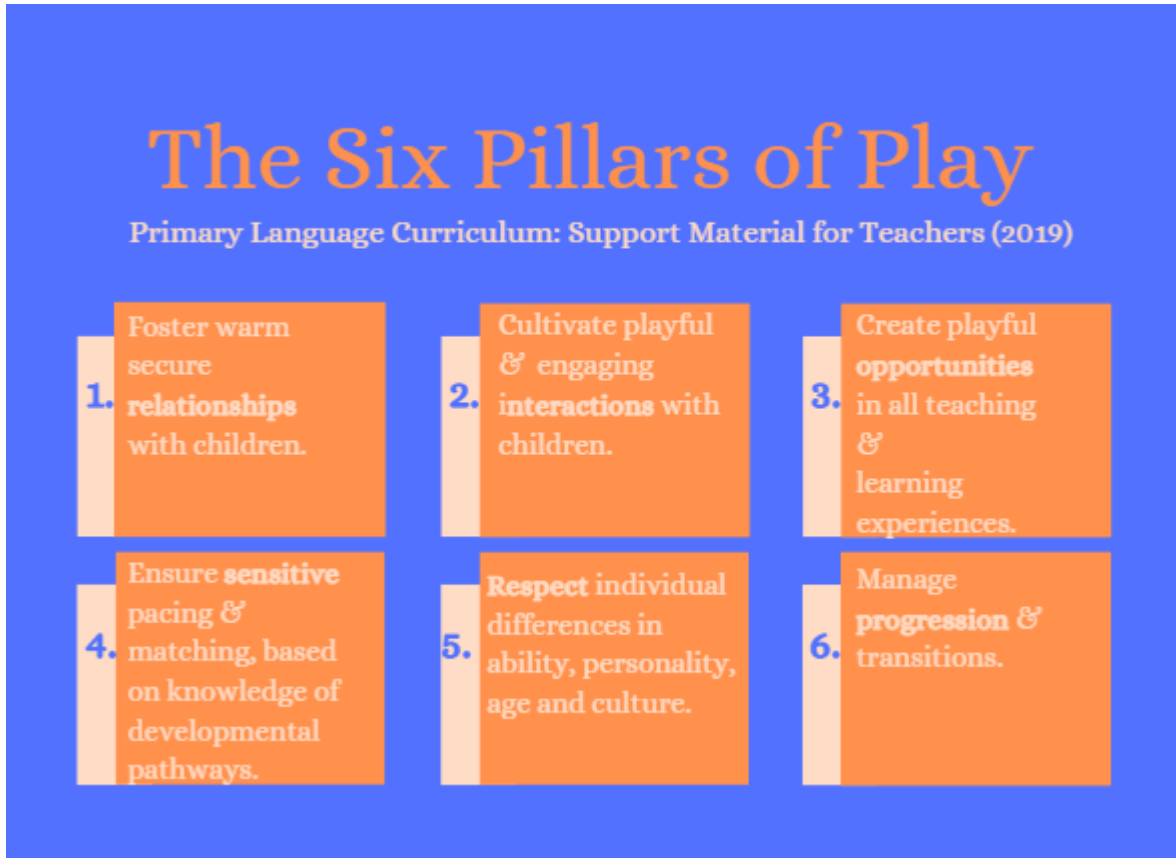 The Six Pillars of Play
Primary Language Curriculum: Support Material for Teachers (2019)
1.
Foster warm
secure
relationships
with children.
2.
Cultivate playful
& engaging
interactions with
children.
3.
Create playful
opportunities
in all teaching
&
learning
experiences.
4.
Ensure sensitive
pacing &
matching, based
on knowledge of
developmental
pathways.
5.
Respect individual
differences in
ability, personality,
age and culture.
6.
Manage
progression &
transitions.